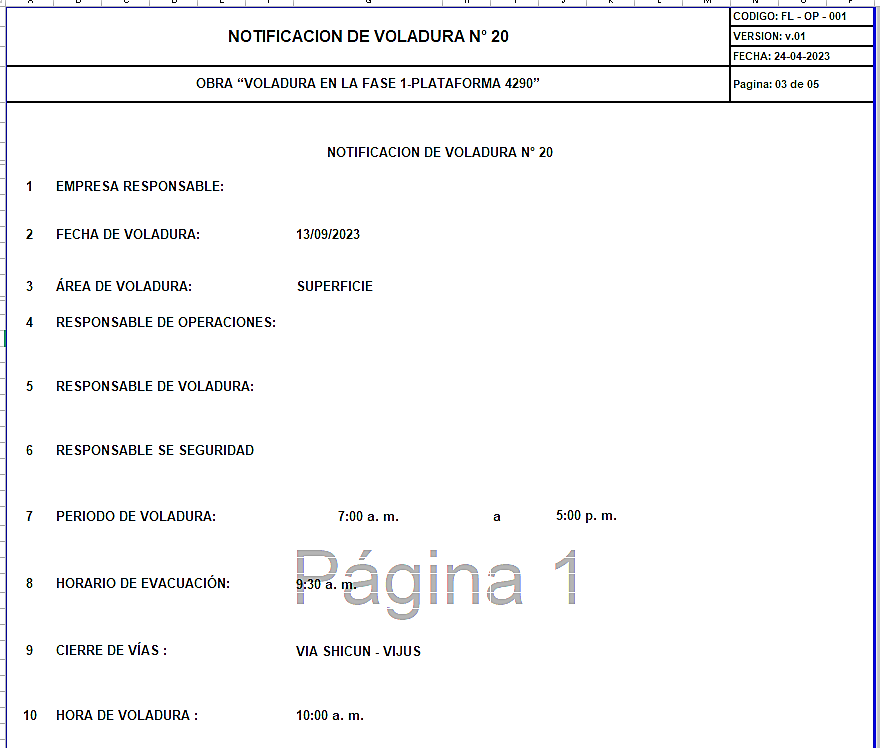 NOTIFICACION DE VOLADURA N° 20
CODIGO: FL - OP - 001
VERSION: v.01
FECHA: 24-04-2023
OBRA “VOLADURA EN LA FASE 1-PLATAFORMA 4290”
Pagina: 03 de 05
NOTIFICACION DE VOLADURA N° 20
1 EMPRESA RESPONSABLE:
2 FECHA DE VOLADURA: 13/09/2023
3 ÁREA DE VOLADURA: SUPERFICIE
4 RESPONSABLE DE OPERACIONES:
5 RESPONSABLE DE VOLADURA:
6 RESPONSABLE SE SEGURIDAD
7 PERIODO DE VOLADURA: 7:00 a. m. a 5:00 p. m.
Página 1
8 HORARIO DE EVACUACIÓN: 9:30 a. m.
9 CIERRE DE VÍAS : VIA SHICUN - VIJUS
10 HORA DE VOLADURA : 10:00 a. m.